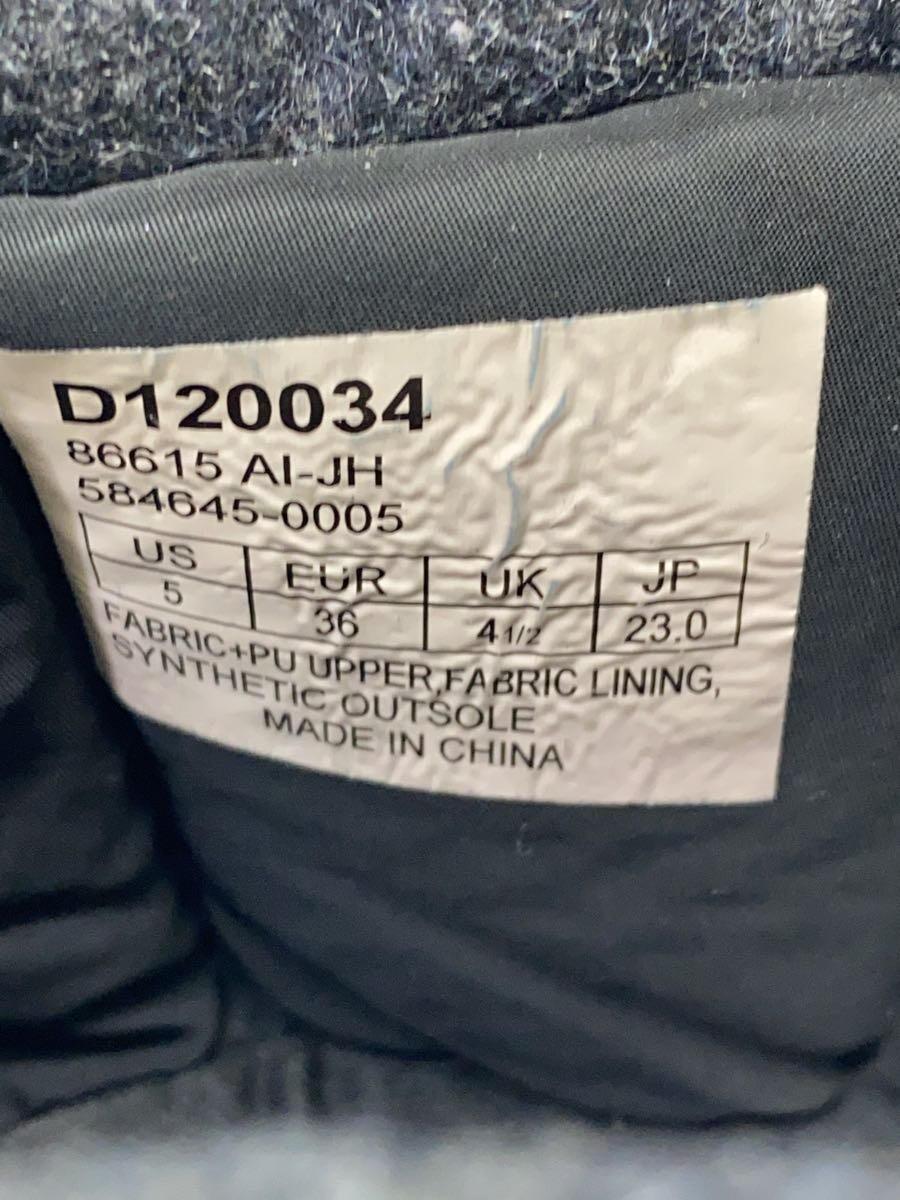 D120034
86615 AI-JH
584645-0005
US EUR UK JP
5 36 4 1/2 23.0
FABRIC+PU UPPER,FABRIC LINING,
SYNTHETIC OUTSOLE
MADE IN CHINA